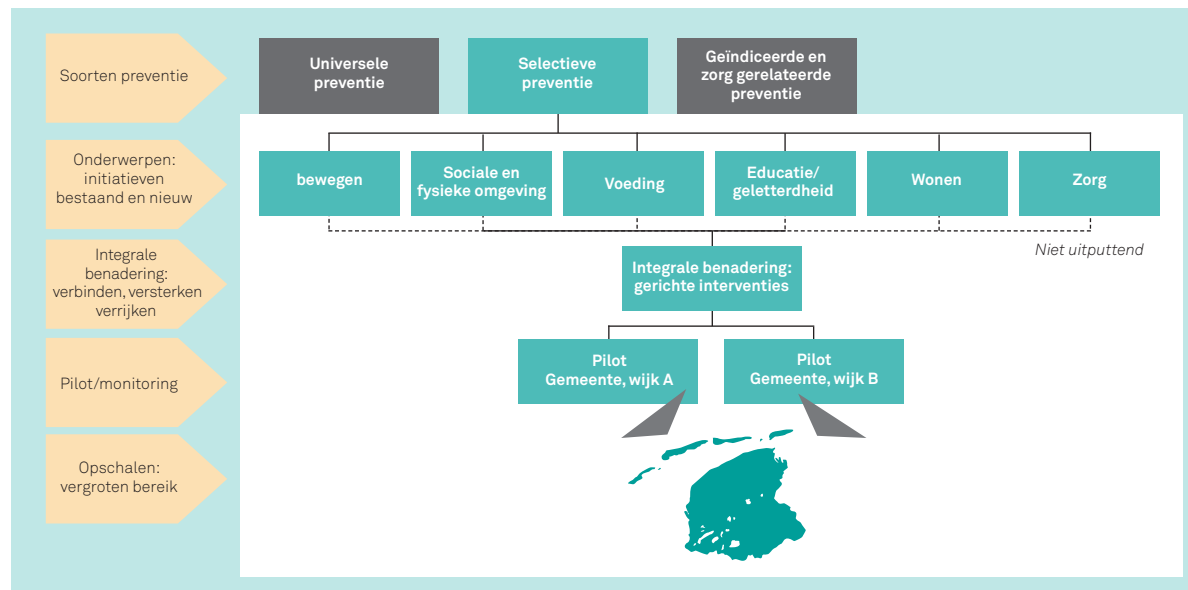 Soorten preventie
Universele
preventie
Selectieve
preventie
Geïndiceerde en
zorg gerelateerde
preventie
Onderwerpen:
initiatieven
bestaand en nieuw
bewegen
Sociale en
fysieke omgeving
Voeding
Educatie/
geletterdheid
Wonen
Zorg
Niet uitputtend
Integrale
benadering:
verbinden, versterken
verrijken
Integrale benadering:
gerichte interventies
Pilot/monitoring
Pilot
Gemeente, wijk A
Pilot
Gemeente, wijk B
Opschalen:
vergroten bereik